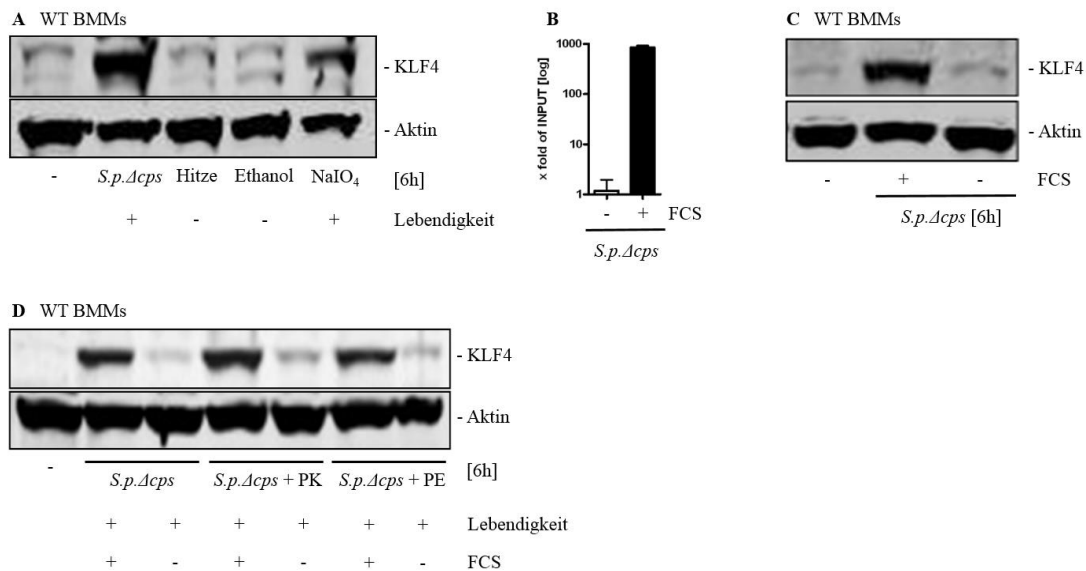 A WT BMMs
- KLF4
- Aktin
- S.p.Δcps Hitze Ethanol NaIO4 [6h]
+ - - + Lebendigkeit
B
x fold of INPUT [log]
1000
100
10
1
- + FCS
S.p.Δcps
C WT BMMs
- KLF4
- Aktin
- + - FCS
S.p.Δcps [6h]
D WT BMMs
- KLF4
- Aktin
- S.p.Δcps S.p.Δcps + PK S.p.Δcps + PE [6h]
+ + + + + + Lebendigkeit
+ - + - + - FCS